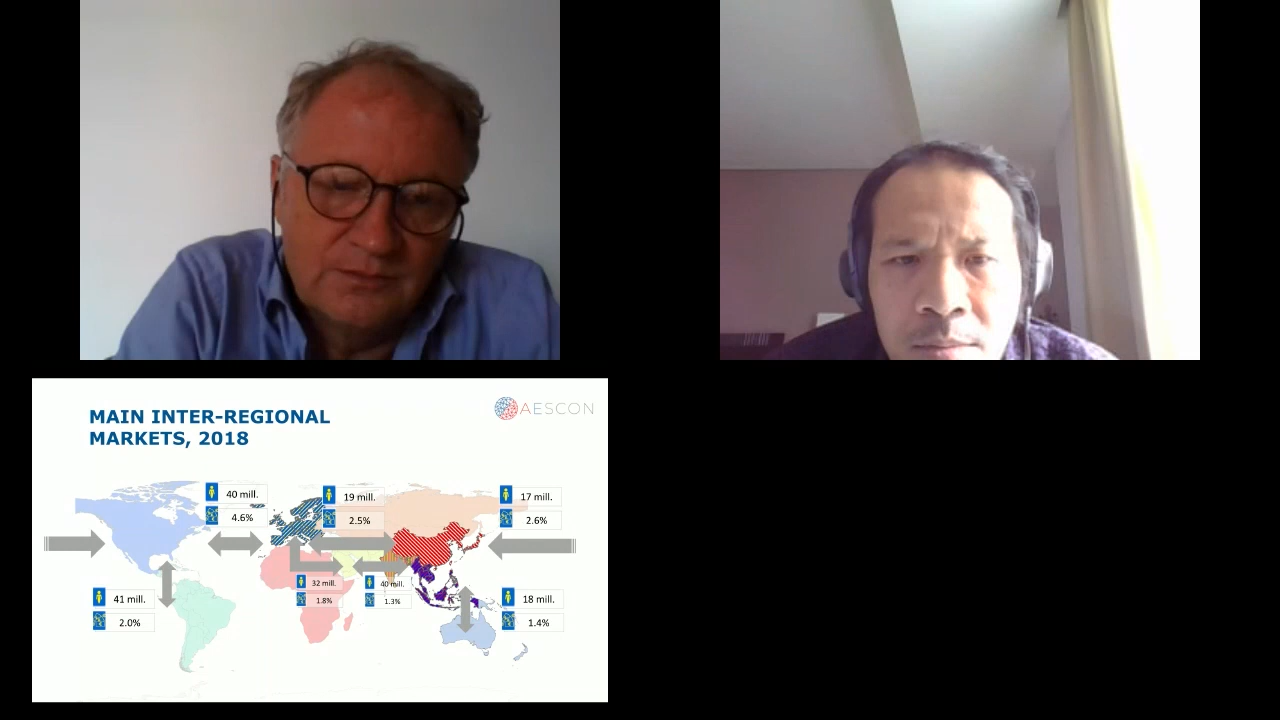 MAIN INTER-REGIONAL
MARKETS, 2018
AESCON
40 mill.
4.6%
19 mill.
2.5%
17 mill.
2.6%
32 mill.
1.8%
40 mill.
1.3%
41 mill.
2.0%
18 mill.
1.4%